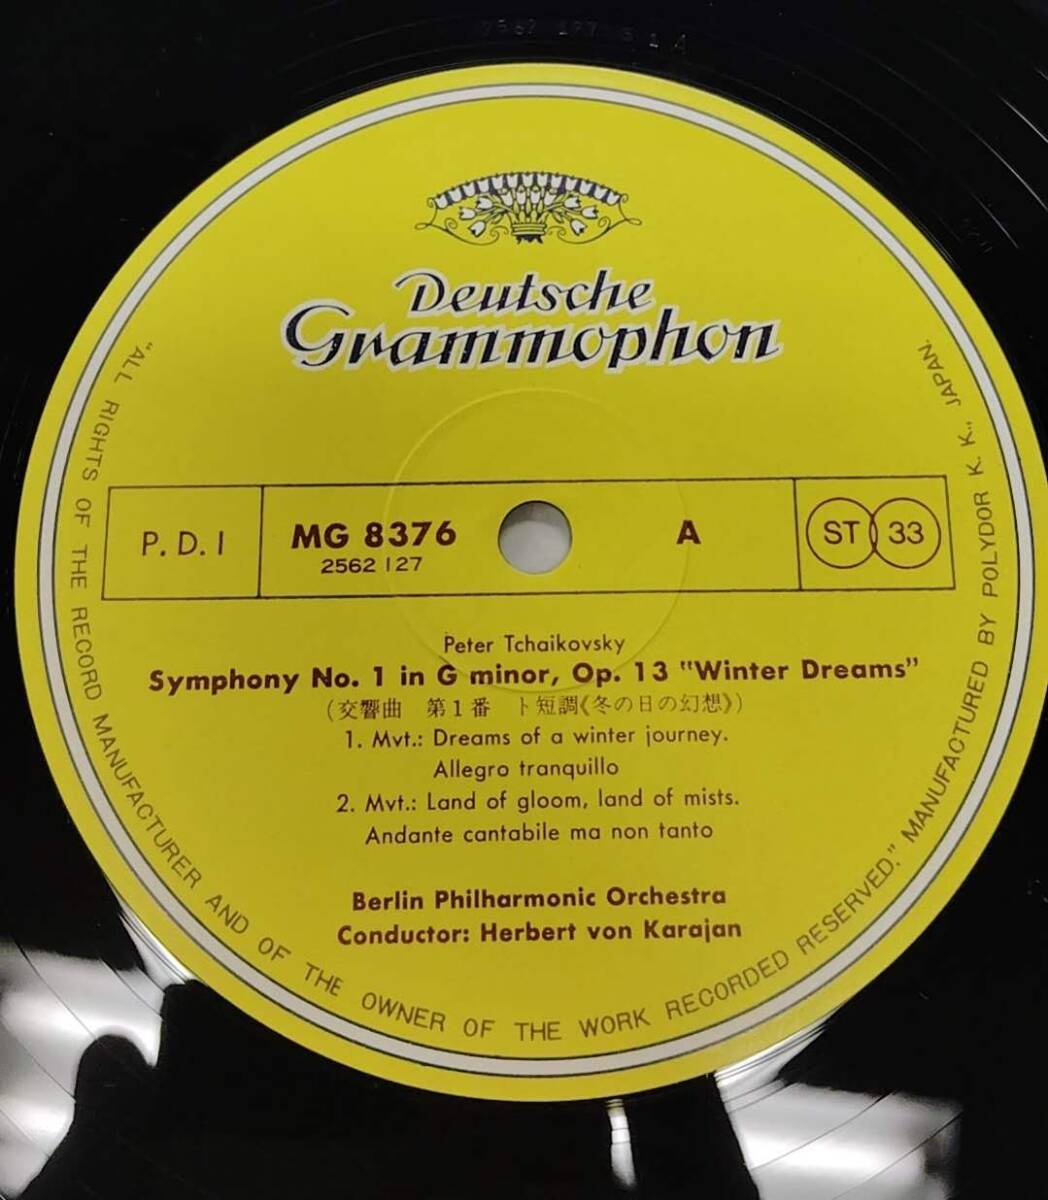 Deutsche
Grammophon
P. D. I
MG 8376
2562 127
A
ST 33
Peter Tchaikovsky
Symphony No. 1 in G minor, Op. 13 "Winter Dreams"
(交響曲 第1番 ト短調《冬の日の幻想》)
1. Mvt.: Dreams of a winter journey.
Allegro tranquillo
2. Mvt.: Land of gloom, land of mists.
Andante cantabile ma non tanto
Berlin Philharmonic Orchestra
Conductor: Herbert von Karajan
"ALL RIGHTS OF THE RECORD MANUFACTURER AND OF THE OWNER OF THE WORK RECORDED RESERVED." MANUFACTURED BY POLYDOR K. K., JAPAN.